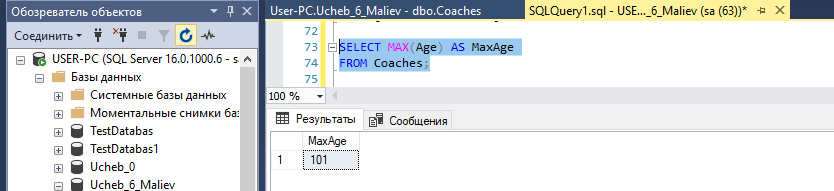 Обозреватель объектов
User-PC.Ucheb_6_Maliev - dbo.Coaches
SQLQuery1.sql - USE..._6_Maliev (sa (63))*
Соединить
USER-PC (SQL Server 16.0.1000.6 - s
Базы данных
Системные базы данных
Моментальные снимки баз
TestDatabas
TestDatabas1
Ucheb_0
Ucheb_6_Maliev
72
73 SELECT MAX(Age) AS MaxAge
74 FROM Coaches;
75
100 %
Результаты Сообщения
MaxAge
1 101